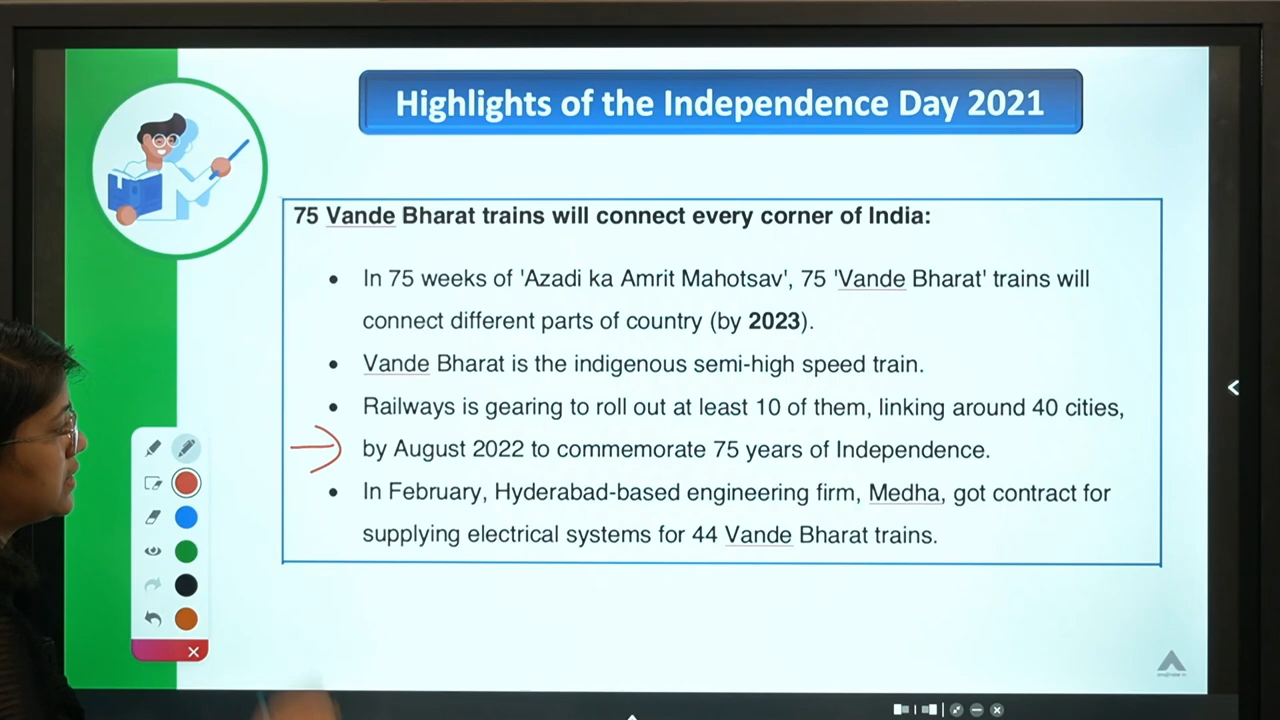 Highlights of the Independence Day 2021
75 Vande Bharat trains will connect every corner of India:
• In 75 weeks of 'Azadi ka Amrit Mahotsav', 75 'Vande Bharat' trains will
connect different parts of country (by 2023).
• Vande Bharat is the indigenous semi-high speed train.
• Railways is gearing to roll out at least 10 of them, linking around 40 cities,
by August 2022 to commemorate 75 years of Independence.
• In February, Hyderabad-based engineering firm, Medha, got contract for
supplying electrical systems for 44 Vande Bharat trains.